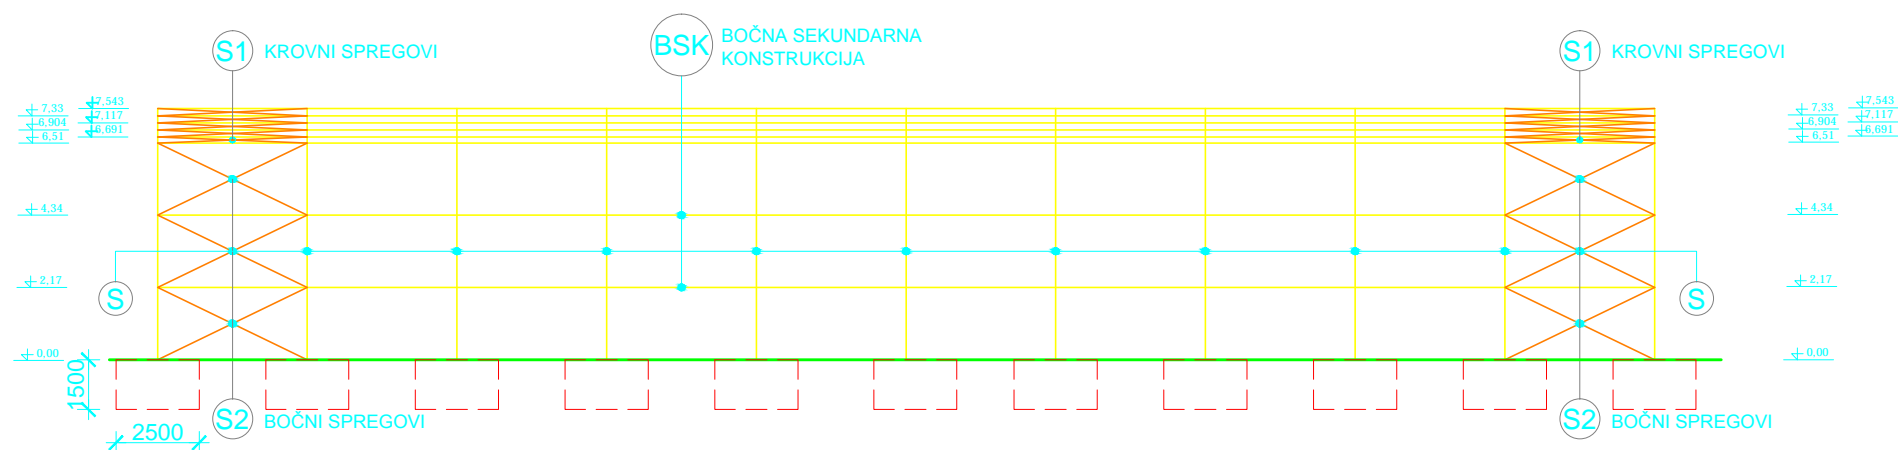 S1 KROVNI SPREGOVI
BSK BOČNA SEKUNDARNA
KONSTRUKCIJA
S1 KROVNI SPREGOVI
7,33
7,543
6,904
7,117
6,51
6,691
7,33
7,543
6,904
7,117
6,51
6,691
4,34
4,34
2,17
2,17
S
S
0,00
0,00
1500
2500
S2 BOČNI SPREGOVI
S2 BOČNI SPREGOVI